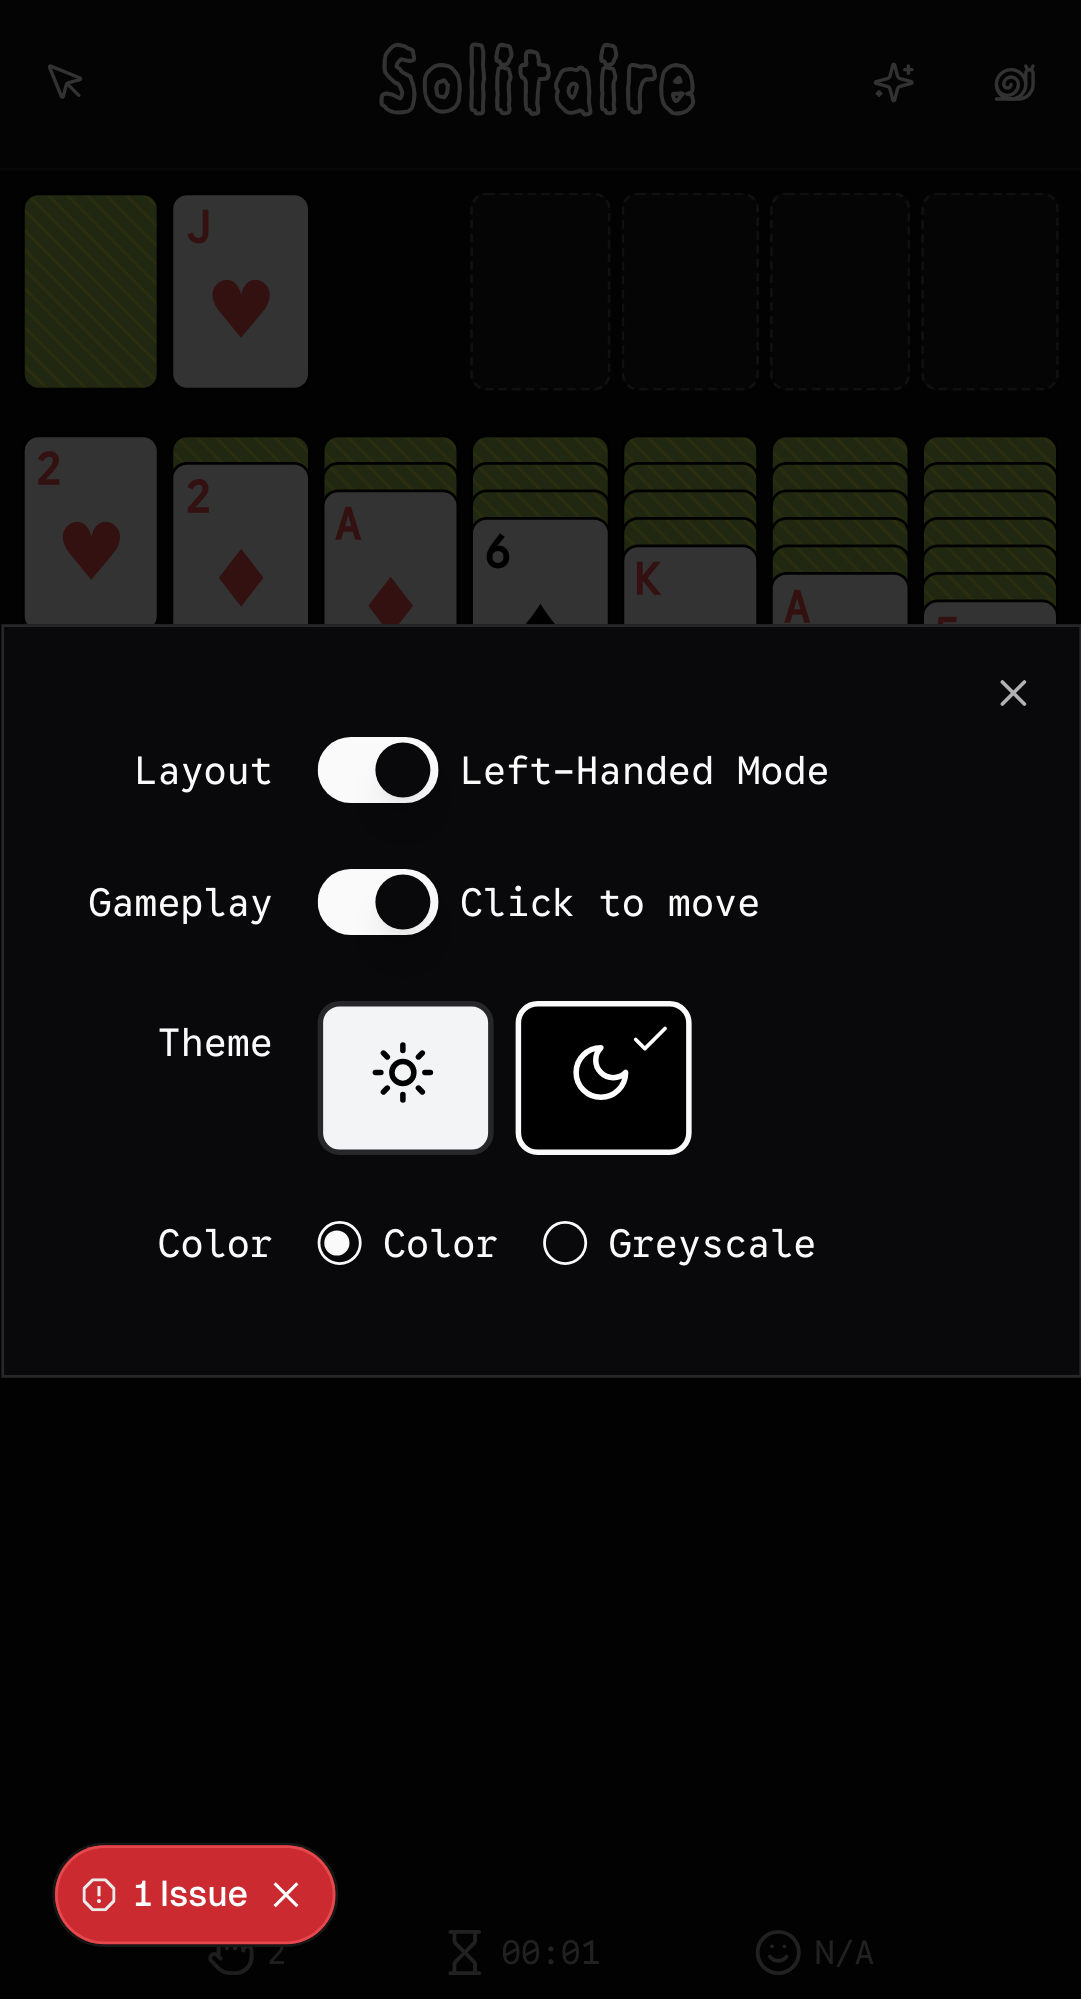 Solitaire
J
2 2 A 6 K A
Layout Left-Handed Mode
Gameplay Click to move
Theme
Color Color Greyscale
1 Issue
2 00:01 N/A